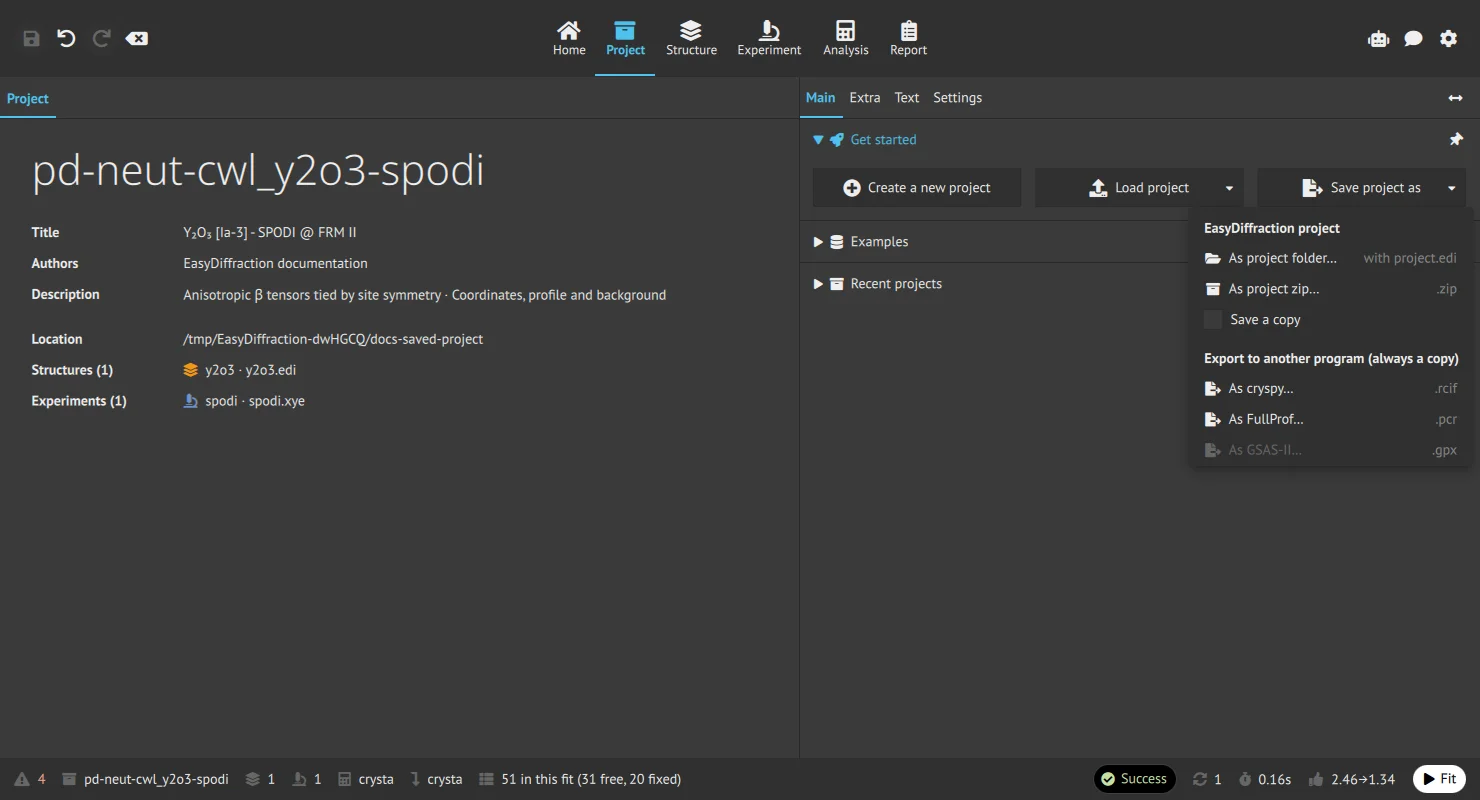 Home
Project
Structure
Experiment
Analysis
Report
Project
Main
Extra
Text
Settings
pd-neut-cwl_y2o3-spodi
Title
Y₂O₃ [Ia-3] - SPODI @ FRM II
Authors
EasyDiffraction documentation
Description
Anisotropic β tensors tied by site symmetry · Coordinates, profile and background
Location
/tmp/EasyDiffraction-dwHGCQ/docs-saved-project
Structures (1)
y2o3 · y2o3.edi
Experiments (1)
spodi · spodi.xye
Get started
Create a new project
Load project
Save project as
Examples
Recent projects
EasyDiffraction project
As project folder... with project.edi
As project zip... .zip
Save a copy
Export to another program (always a copy)
As cryspy... .rcif
As FullProf... .pcr
As GSAS-II... .gpx
4
pd-neut-cwl_y2o3-spodi
1
1
crysta
crysta
51 in this fit (31 free, 20 fixed)
Success
1
0.16s
2.46→1.34
Fit